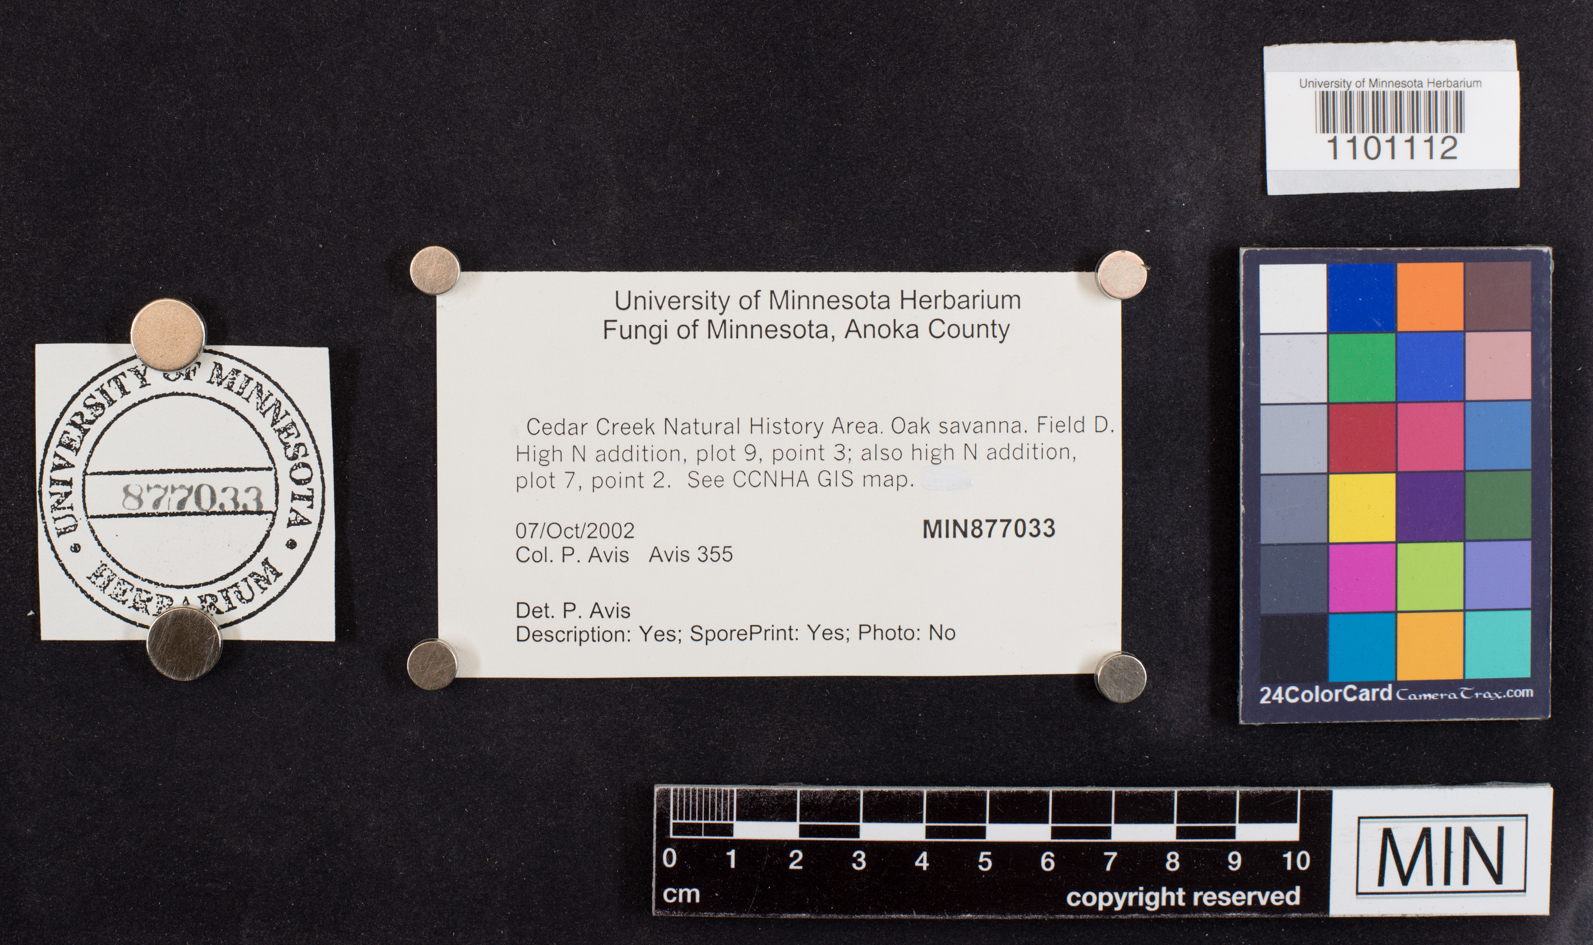 University of Minnesota Herbarium
1101112
University of Minnesota Herbarium
Fungi of Minnesota, Anoka County
Cedar Creek Natural History Area. Oak savanna. Field D.
High N addition, plot 9, point 3; also high N addition,
plot 7, point 2. See CCNHA GIS map.
07/Oct/2002
MIN877033
Col. P. Avis Avis 355
Det. P. Avis
Description: Yes; SporePrint: Yes; Photo: No
UNIVERSITY OF MINNESOTA
877033
HERBARIUM
24ColorCard CameraTrax.com
0 1 2 3 4 5 6 7 8 9 10
cm
copyright reserved
MIN